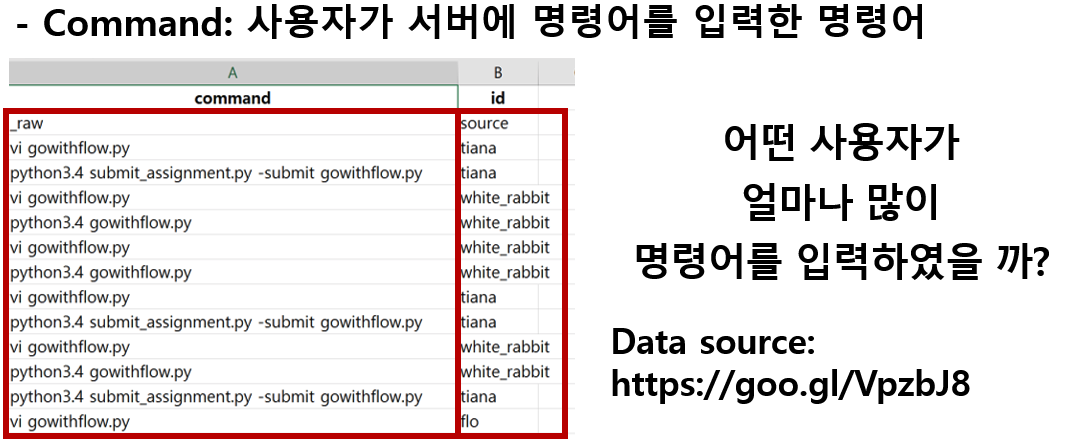 - Command: 사용자가 서버에 명령어를 입력한 명령어
A B
command id
_raw source
vi gowithflow.py tiana
python3.4 submit_assignment.py -submit gowithflow.py tiana
vi gowithflow.py white_rabbit
python3.4 gowithflow.py white_rabbit
vi gowithflow.py white_rabbit
python3.4 gowithflow.py white_rabbit
vi gowithflow.py tiana
python3.4 submit_assignment.py -submit gowithflow.py tiana
vi gowithflow.py white_rabbit
python3.4 gowithflow.py white_rabbit
python3.4 submit_assignment.py -submit gowithflow.py tiana
vi gowithflow.py flo
어떤 사용자가
얼마나 많이
명령어를 입력하였을 까?
Data source:
https://goo.gl/VpzbJ8